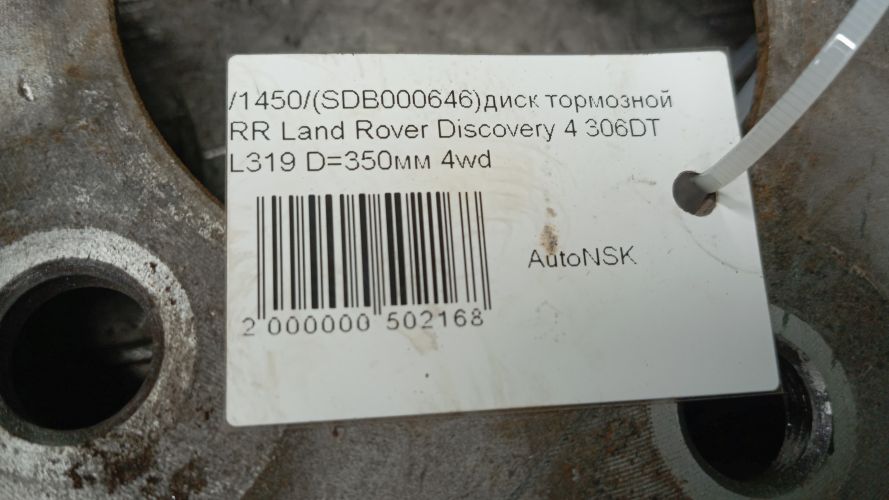 /1450/(SDB000646)диск тормозной
RR Land Rover Discovery 4 306DT
L319 D=350мм 4wd
AutoNSK
2 000000 502168